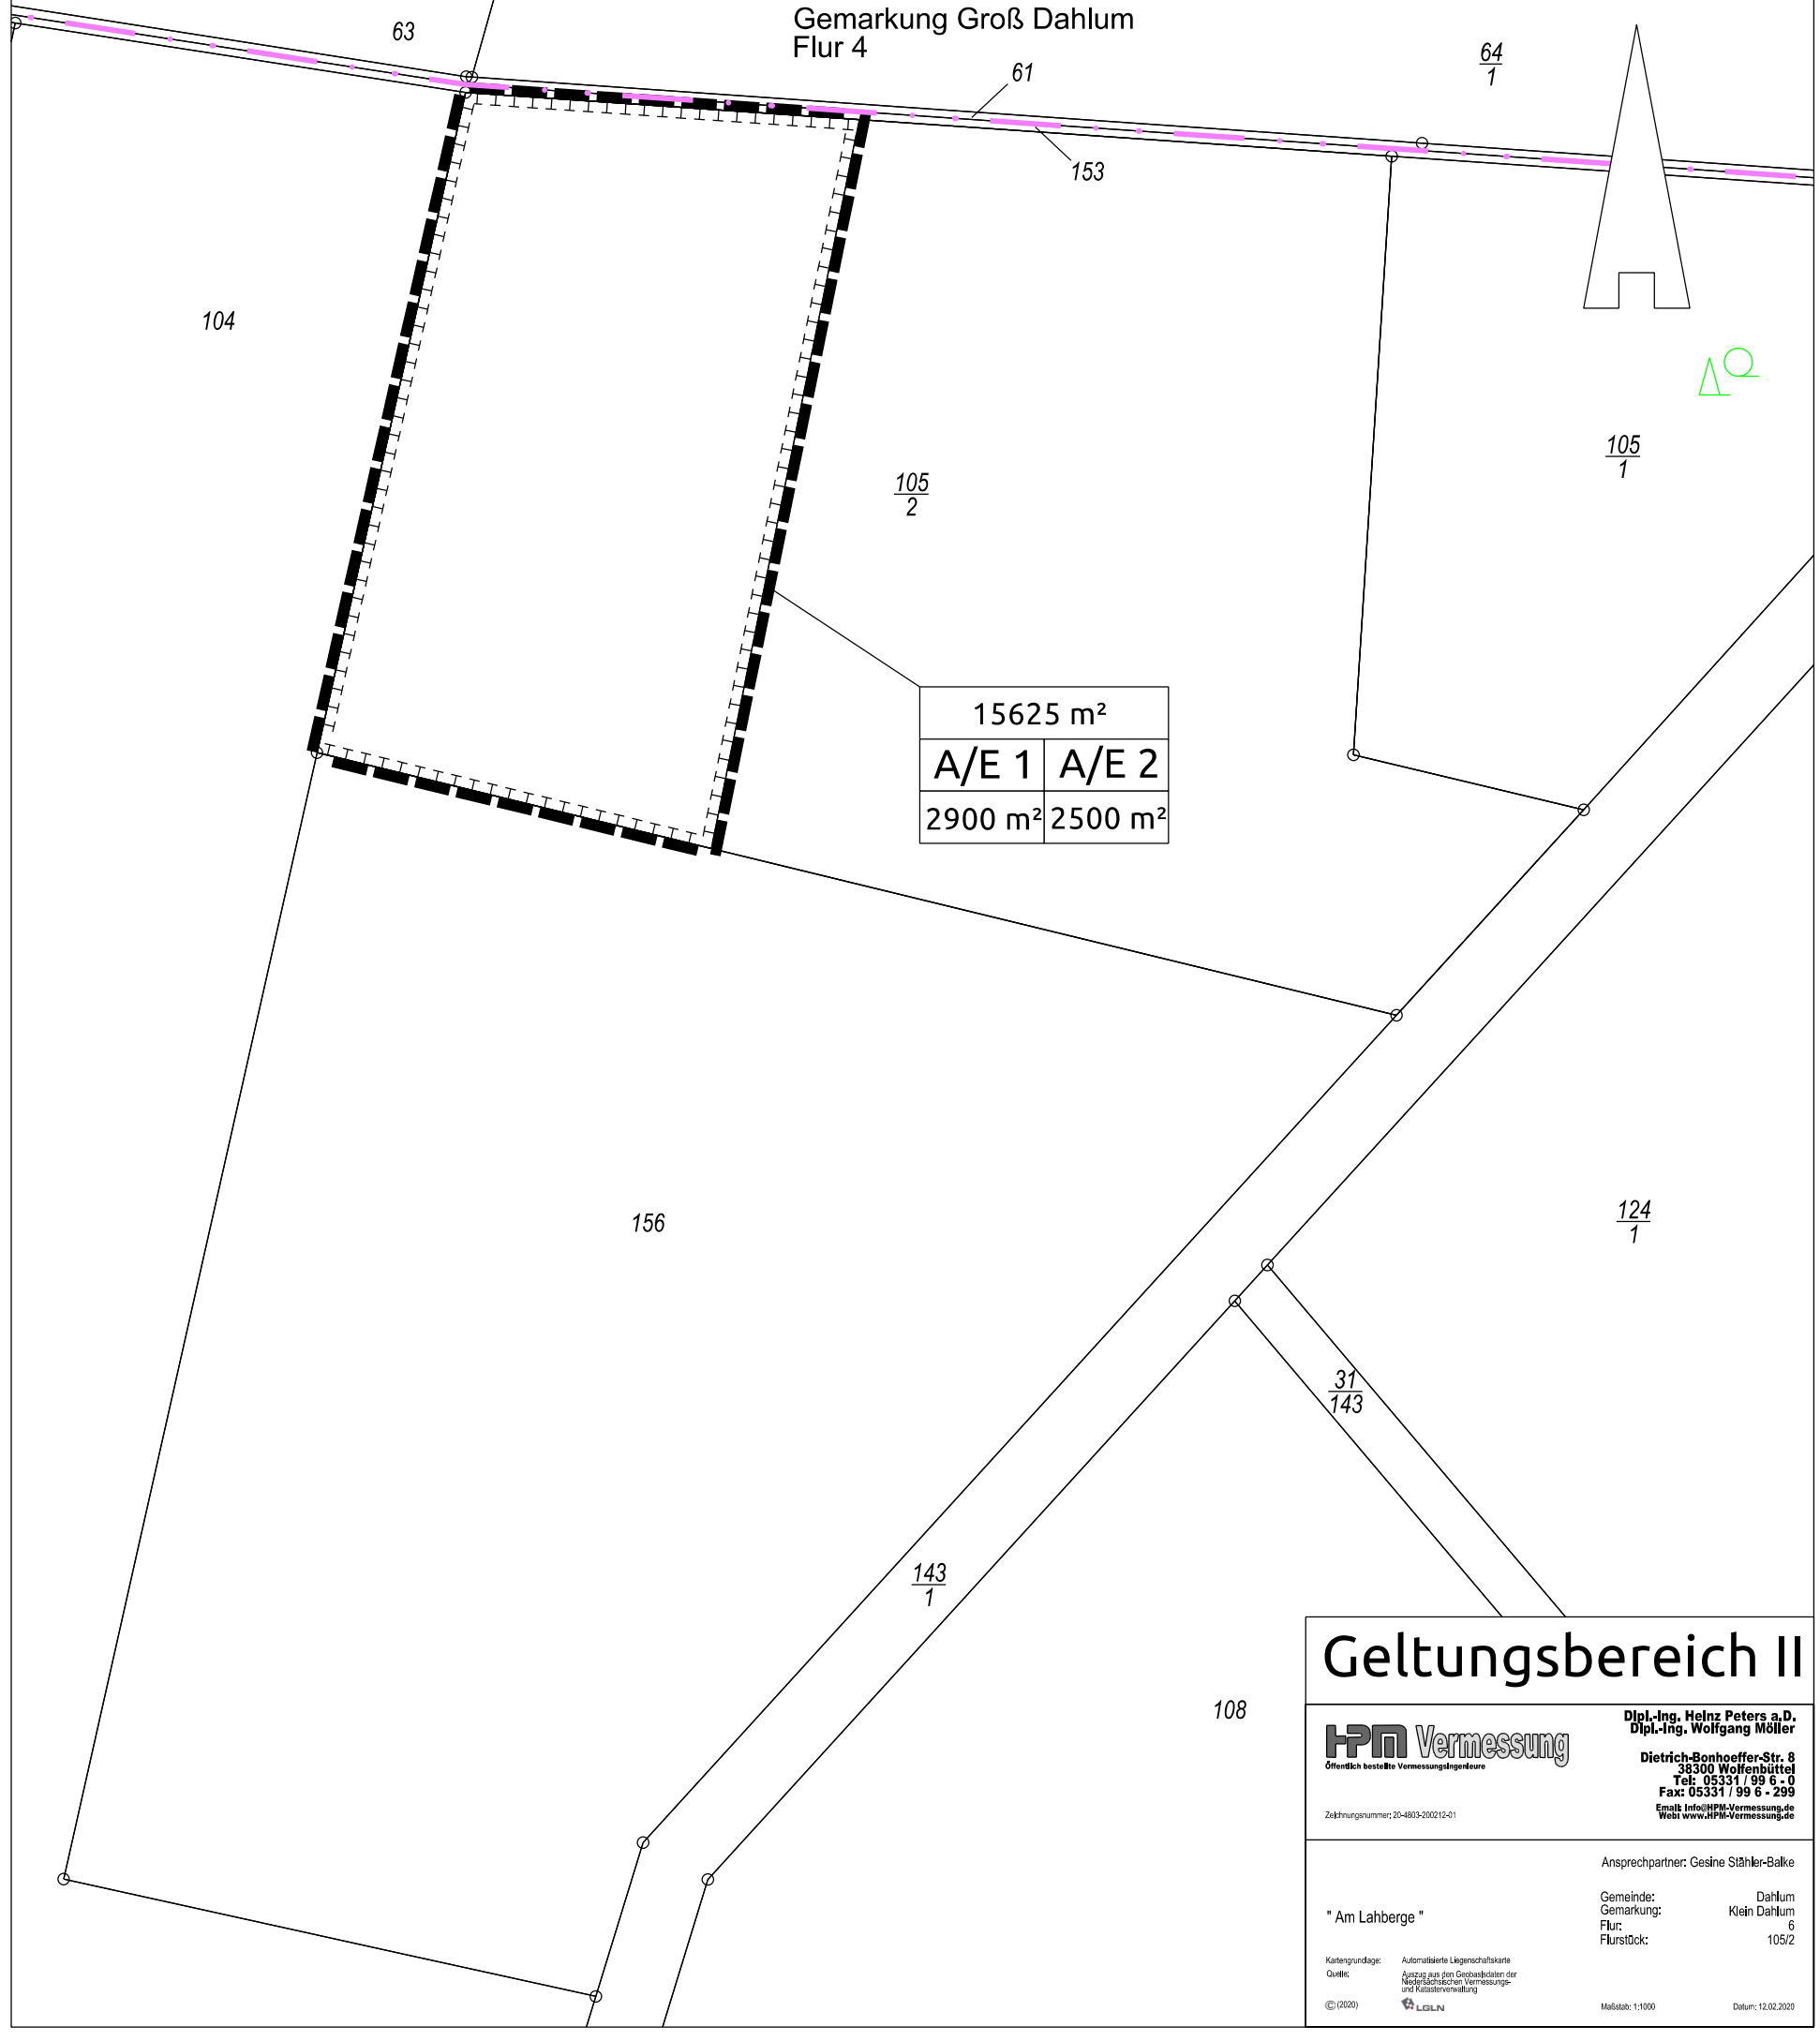 Gemarkung Groß Dahlum
Flur 4
63
61
64
1
153
104
105
1
105
2
15625 m²
A/E 1 A/E 2
2900 m² 2500 m²
156
124
1
31
143
143
1
108
Geltungsbereich II
HPM Vermessung
Öffentlich bestellte Vermessungsingenieure
Dipl.-Ing. Heinz Peters a.D.
Dipl.-Ing. Wolfgang Möller
Dietrich-Bonhoeffer-Str. 8
38300 Wolfenbüttel
Tel: 05331 / 99 6 - 0
Fax: 05331 / 99 6 - 299
Email: Info@HPM-Vermessung.de
Web: www.HPM-Vermessung.de
Zeichnungsnummer: 20-4803-200212-01
Ansprechpartner: Gesine Stähler-Balke
" Am Lahberge "
Gemeinde: Dahlum
Gemarkung: Klein Dahlum
Flur: 6
Flurstück: 105/2
Kartengrundlage: Automatisierte Liegenschaftskarte
Quelle: Auszug aus den Geobasisdaten der
Niedersächsischen Vermessungs-
und Katasterverwaltung
© (2020) LGLN
Maßstab: 1:1000 Datum: 12.02.2020